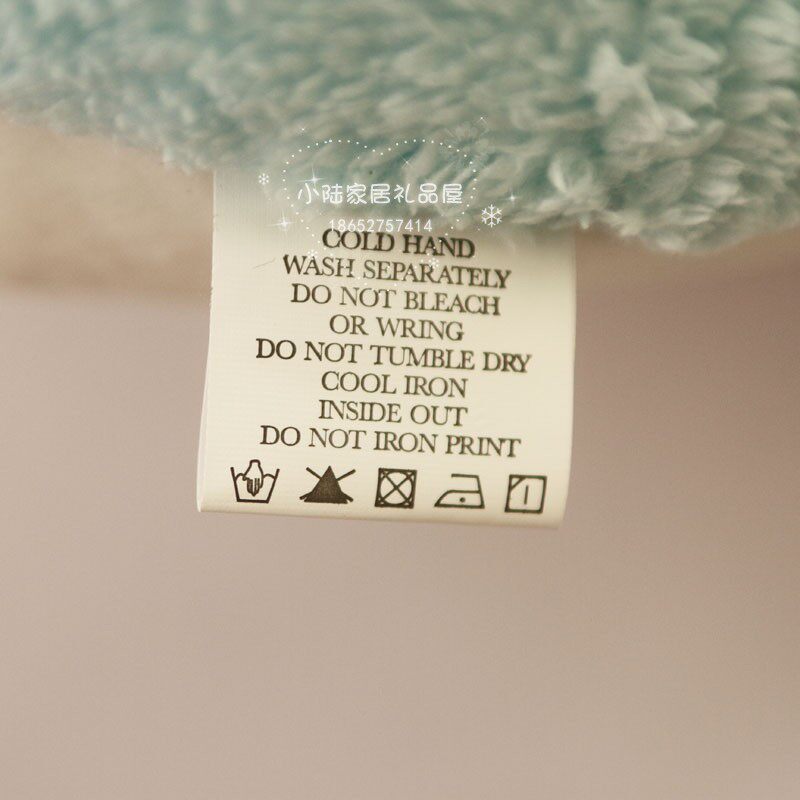 小陆家居礼品屋
18652757414
COLD HAND
WASH SEPARATELY
DO NOT BLEACH
OR WRING
DO NOT TUMBLE DRY
COOL IRON
INSIDE OUT
DO NOT IRON PRINT